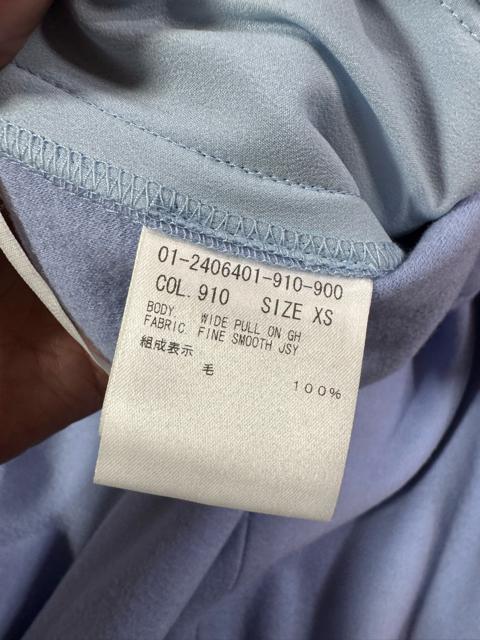 01-2406401-910-900
COL. 910 SIZE XS
BODY. WIDE PULL ON GH
FABRIC FINE SMOOTH JSY
組成表示
毛
100%